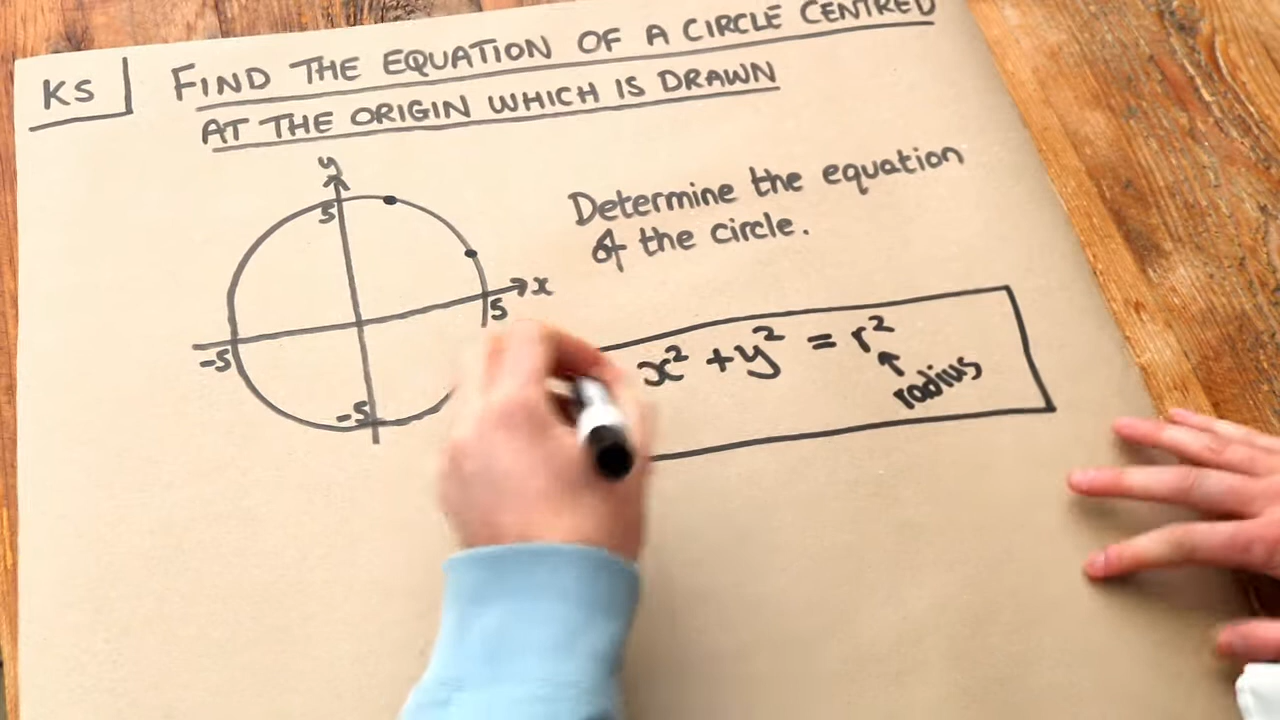 KS
FIND THE EQUATION OF A CIRCLE CENTRED
AT THE ORIGIN WHICH IS DRAWN
y
5
x
5
-5
-5
Determine the equation
of the circle.
x² + y² = r²
radius